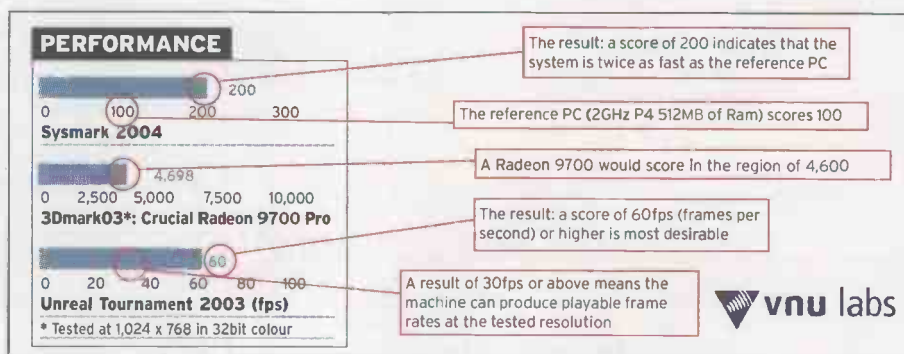 PERFORMANCE
200
0 100 200 300
Sysmark 2004
4,698
0 2,500 5,000 7,500 10,000
3Dmark03*: Crucial Radeon 9700 Pro
60
0 20 40 60 80 100
Unreal Tournament 2003 (fps)
* Tested at 1,024 x 768 in 32bit colour
The result: a score of 200 indicates that the
system is twice as fast as the reference PC
The reference PC (2GHz P4 512MB of Ram) scores 100
A Radeon 9700 would score in the region of 4,600
The result: a score of 60fps (frames per
second) or higher is most desirable
A result of 30fps or above means the
machine can produce playable frame
rates at the tested resolution
vnu labs